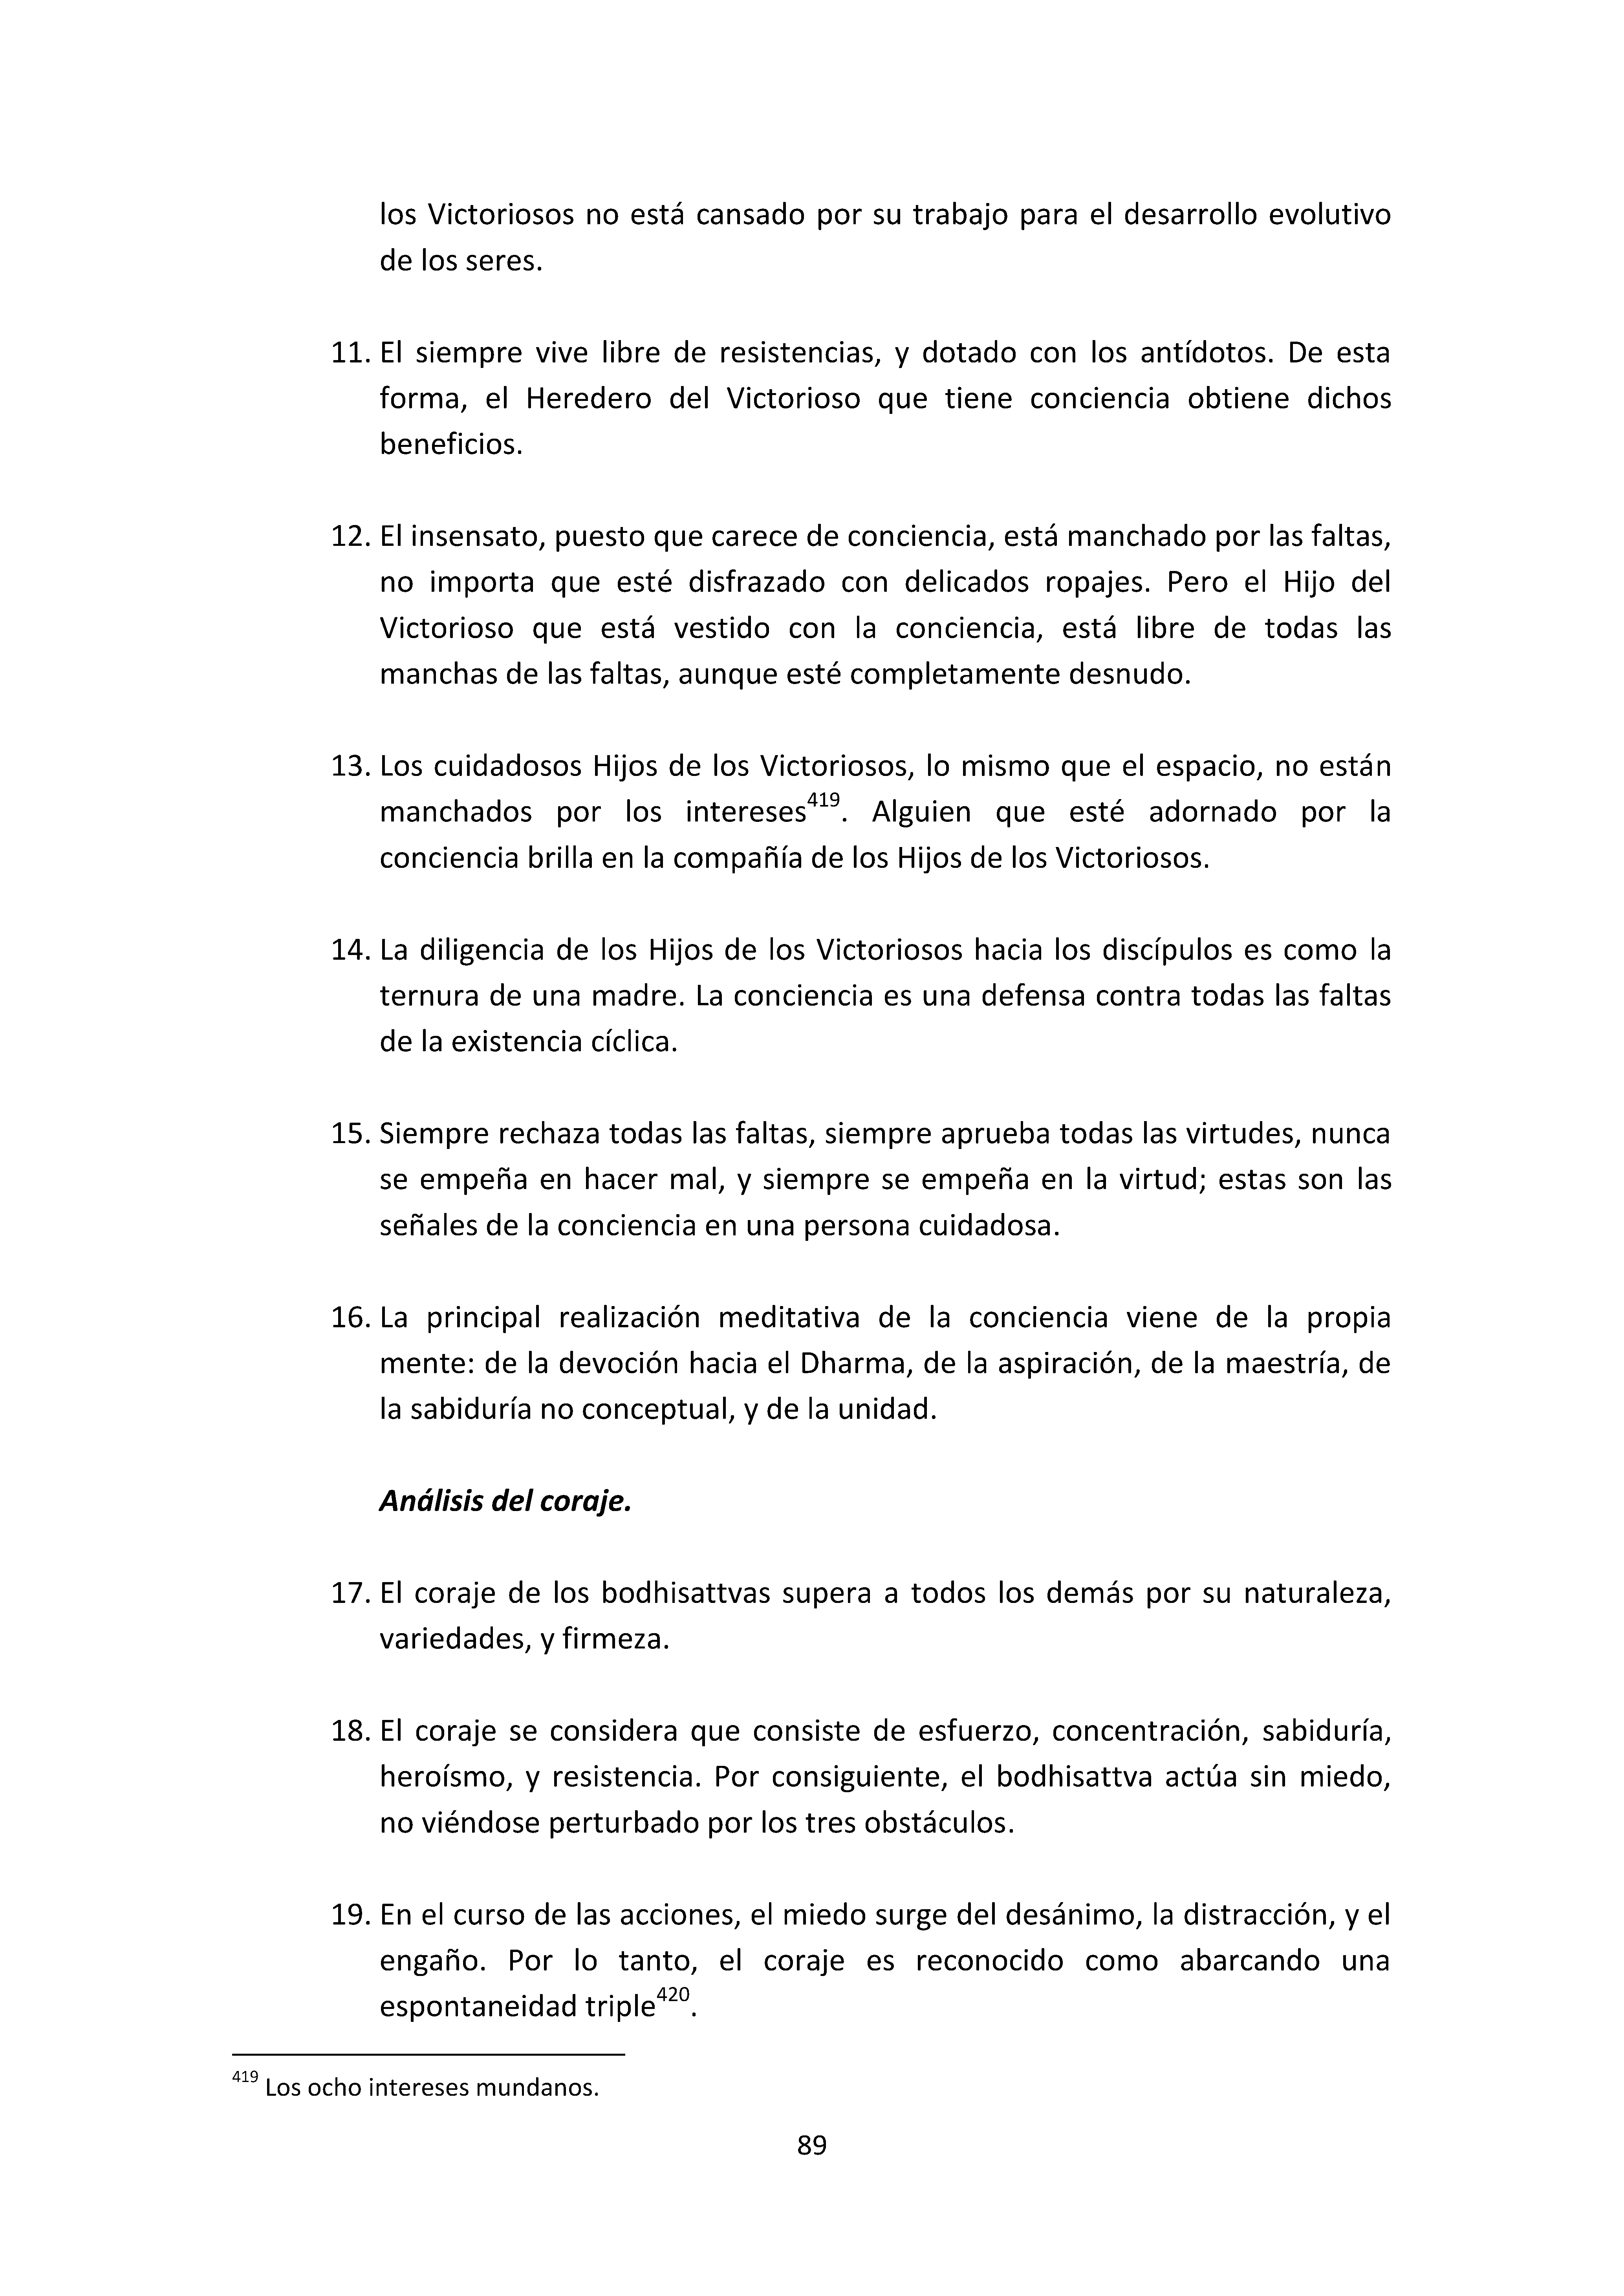 los Victoriosos no está cansado por su trabajo para el desarrollo evolutivo
de los seres.
11. El siempre vive libre de resistencias, y dotado con los antídotos. De esta
forma, el Heredero del Victorioso que tiene conciencia obtiene dichos
beneficios.
12. El insensato, puesto que carece de conciencia, está manchado por las faltas,
no importa que esté disfrazado con delicados ropajes. Pero el Hijo del
Victorioso que está vestido con la conciencia, está libre de todas las
manchas de las faltas, aunque esté completamente desnudo.
13. Los cuidadosos Hijos de los Victoriosos, lo mismo que el espacio, no están
manchados por los intereses419. Alguien que esté adornado por la
conciencia brilla en la compañía de los Hijos de los Victoriosos.
14. La diligencia de los Hijos de los Victoriosos hacia los discípulos es como la
ternura de una madre. La conciencia es una defensa contra todas las faltas
de la existencia cíclica.
15. Siempre rechaza todas las faltas, siempre aprueba todas las virtudes, nunca
se empeña en hacer mal, y siempre se empeña en la virtud; estas son las
señales de la conciencia en una persona cuidadosa.
16. La principal realización meditativa de la conciencia viene de la propia
mente: de la devoción hacia el Dharma, de la aspiración, de la maestría, de
la sabiduría no conceptual, y de la unidad.
Análisis del coraje.
17. El coraje de los bodhisattvas supera a todos los demás por su naturaleza,
variedades, y firmeza.
18. El coraje se considera que consiste de esfuerzo, concentración, sabiduría,
heroísmo, y resistencia. Por consiguiente, el bodhisattva actúa sin miedo,
no viéndose perturbado por los tres obstáculos.
19. En el curso de las acciones, el miedo surge del desánimo, la distracción, y el
engaño. Por lo tanto, el coraje es reconocido como abarcando una
espontaneidad triple420.
419 Los ocho intereses mundanos.
89